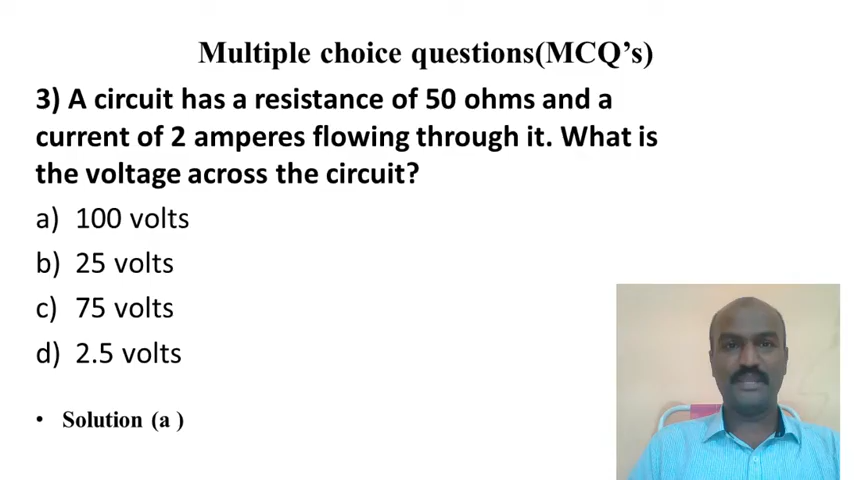 Multiple choice questions(MCQ’s)
3) A circuit has a resistance of 50 ohms and a
current of 2 amperes flowing through it. What is
the voltage across the circuit?
a) 100 volts
b) 25 volts
c) 75 volts
d) 2.5 volts
• Solution (a )